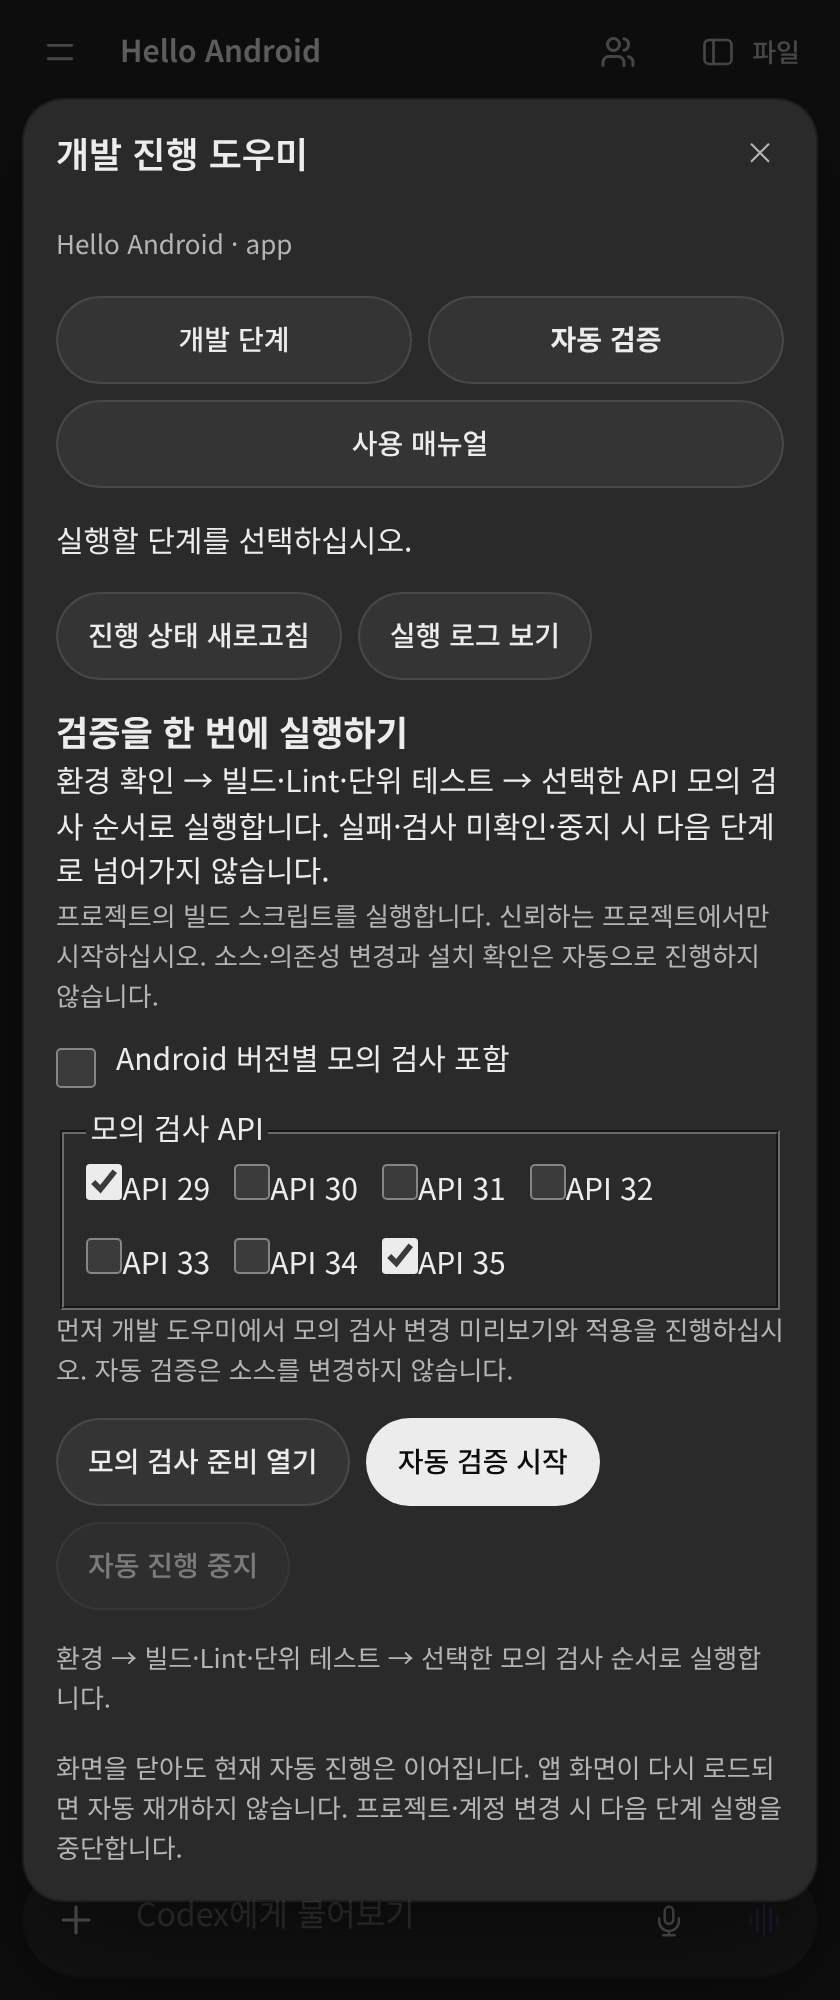 Hello Android
파일
개발 진행 도우미
Hello Android · app
개발 단계
자동 검증
사용 매뉴얼
실행할 단계를 선택하십시오.
진행 상태 새로고침
실행 로그 보기
검증을 한 번에 실행하기
환경 확인 → 빌드·Lint·단위 테스트 → 선택한 API 모의 검
사 순서로 실행합니다. 실패·검사 미확인·중지 시 다음 단계
로 넘어가지 않습니다.
프로젝트의 빌드 스크립트를 실행합니다. 신뢰하는 프로젝트에서만
시작하십시오. 소스·의존성 변경과 설치 확인은 자동으로 진행하지
않습니다.
Android 버전별 모의 검사 포함
모의 검사 API
API 29 API 30 API 31 API 32
API 33 API 34 API 35
먼저 개발 도우미에서 모의 검사 변경 미리보기와 적용을 진행하십시
오. 자동 검증은 소스를 변경하지 않습니다.
모의 검사 준비 열기
자동 검증 시작
자동 진행 중지
환경 → 빌드·Lint·단위 테스트 → 선택한 모의 검사 순서로 실행합
니다.
화면을 닫아도 현재 자동 진행은 이어집니다. 앱 화면이 다시 로드되
면 자동 재개하지 않습니다. 프로젝트·계정 변경 시 다음 단계 실행을
중단합니다.
Codex에게 물어보기